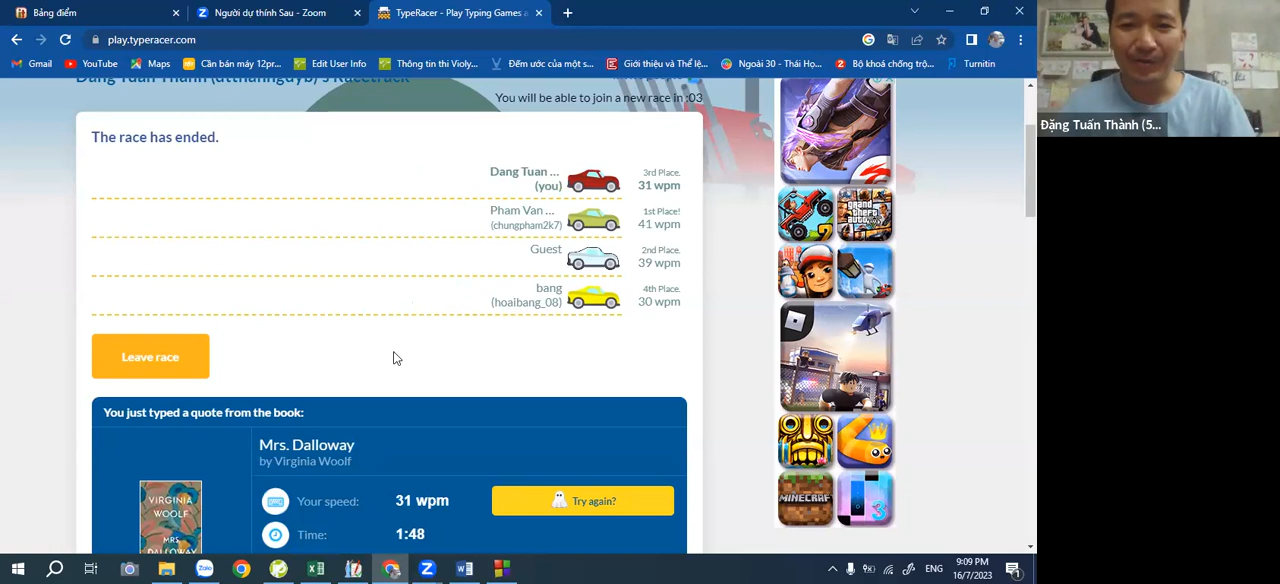 Bảng điểm
Người dự thính Sau - Zoom
TypeRacer - Play Typing Games a
play.typeracer.com
Gmail
YouTube
Maps
Cần bán máy 12pr...
Edit User Info
Thông tin thi Violy...
Đếm ước của một s...
Giới thiệu và Thể lệ...
Ngoài 30 - Thái Họ...
Bộ khoá chống trộ...
Turnitin
You will be able to join a new race in :03
The race has ended.
Dang Tuan ...
(you)
3rd Place.
31 wpm
Pham Van ...
(chungpham2k7)
1st Place!
41 wpm
Guest
2nd Place.
39 wpm
bang
(hoaibang_08)
4th Place.
30 wpm
Leave race
You just typed a quote from the book:
Mrs. Dalloway
by Virginia Woolf
VIRGINIA
WOOLF
MRS.
Your speed:
31 wpm
Try again?
Time:
1:48
MINECRAFT
3
Đặng Tuấn Thành (5...
ENG
9:09 PM
16/7/2023